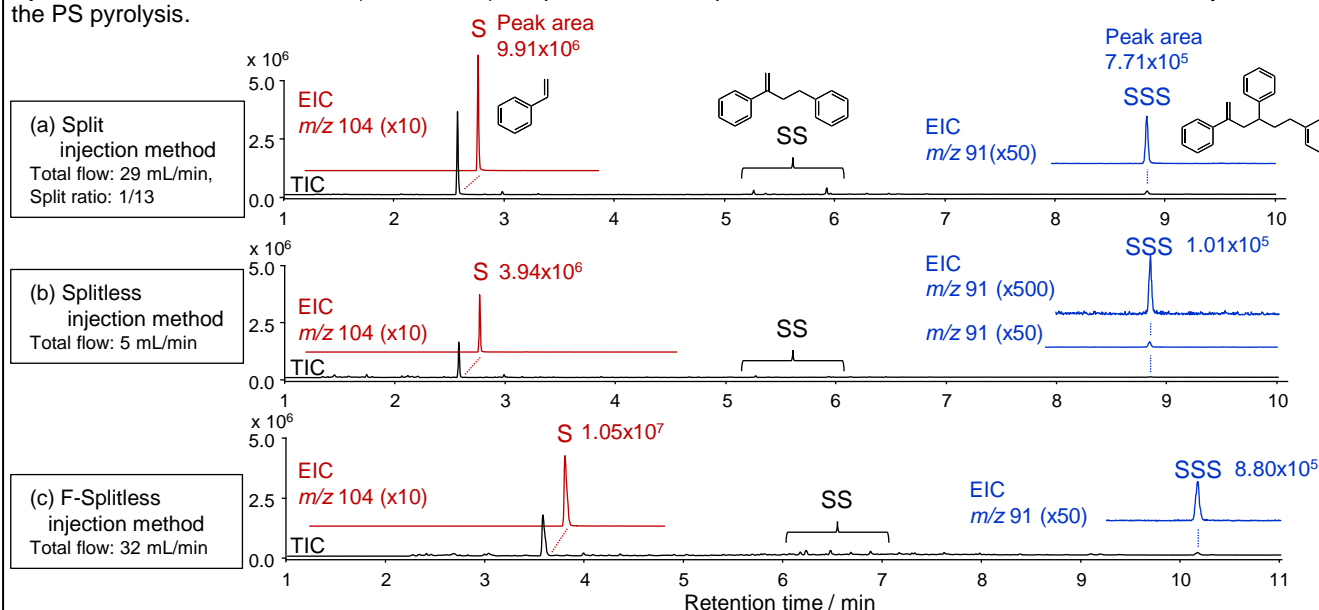 the PS pyrolysis.
(a) Split
injection method
Total flow: 29 mL/min,
Split ratio: 1/13
x 10⁶
5.0
2.5
0.0
EIC
m/z 104 (x10)
TIC
S Peak area
9.91x10⁶
SS
EIC
m/z 91(x50)
Peak area
7.71x10⁵
SSS
1 2 3 4 5 6 7 8 9 10
(b) Splitless
injection method
Total flow: 5 mL/min
x 10⁶
5.0
2.5
0.0
EIC
m/z 104 (x10)
TIC
S 3.94x10⁶
SS
EIC
m/z 91 (x500)
m/z 91 (x50)
SSS 1.01x10⁵
1 2 3 4 5 6 7 8 9 10
(c) F-Splitless
injection method
Total flow: 32 mL/min
x 10⁶
5.0
2.5
0.0
EIC
m/z 104 (x10)
TIC
S 1.05x10⁷
SS
EIC
m/z 91 (x50)
SSS 8.80x10⁵
1 2 3 4 5 6 7 8 9 10 11
Retention time / min